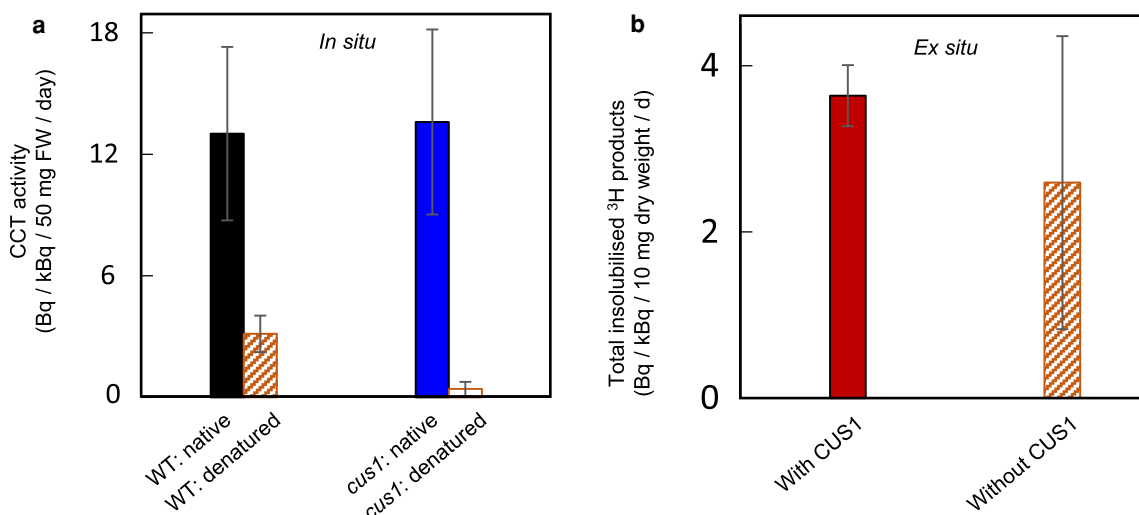 a
In situ
CCT activity
(Bq / kBq / 50 mg FW / day)
18
12
6
0
WT: native
WT: denatured
cus1: native
cus1: denatured
b
Ex situ
Total insolubilised ³H products
(Bq / kBq / 10 mg dry weight / d)
4
2
0
With CUS1
Without CUS1